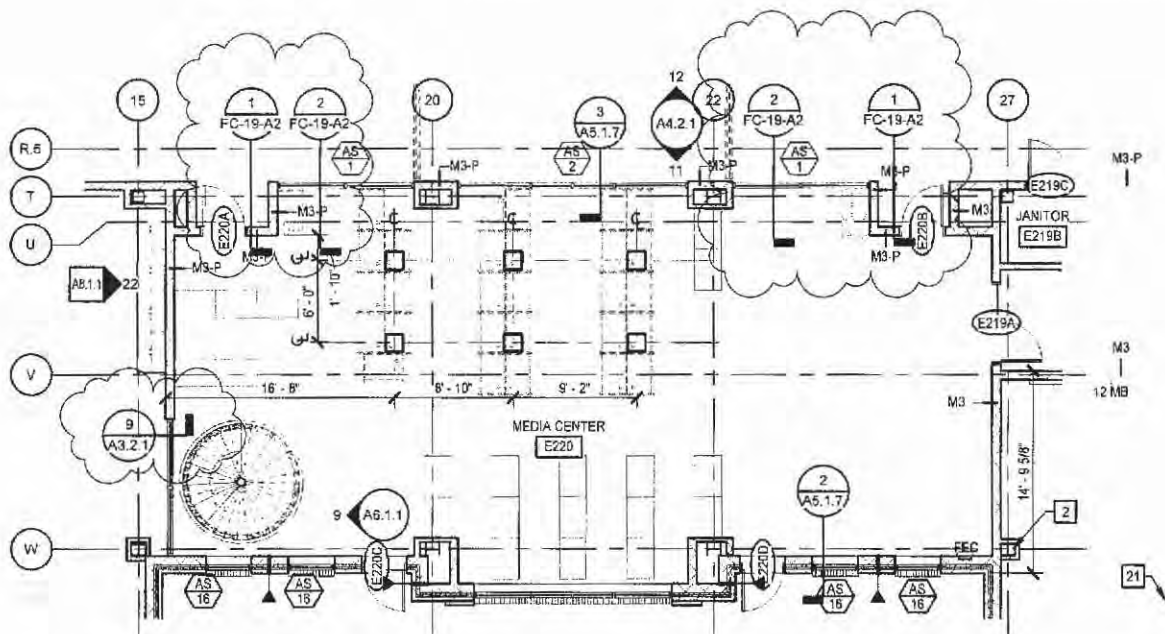 12
15
1
FC-19-A2
2
FC-19-A2
20
3
A5.1.7
A4.2.1
22
2
FC-19-A2
1
FC-19-A2
27
R.5
AS
1
M3-P
AS
2
11
M3-P
AS
1
M3-P
M3-P
T
E220A
M3-P
E220B
M3
E219C
JANITOR
E219B
U
M3-P
M3-P
M3-P
22
6' - 0"
1' - 10"
E219A
V
M3
16' - 8"
6' - 10"
9' - 2"
12 MB
M3
9
A3.2.1
MEDIA CENTER
E220
14' - 9 5/8"
2
A5.1.7
9
A6.1.1
2
W
E220C
E220D
FEC
AS
16
AS
16
AS
16
AS
16
21